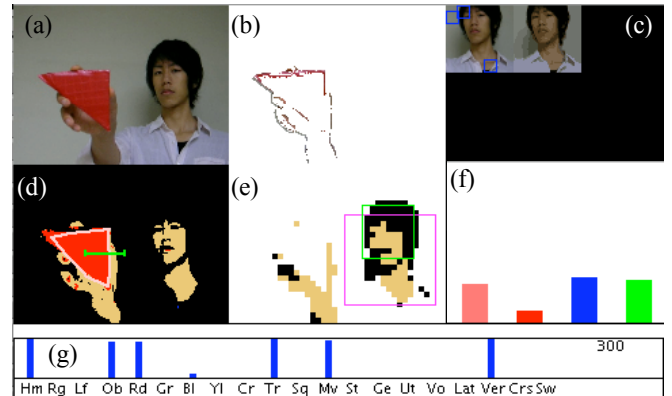 (a)
(b)
(c)
(d)
(e)
(f)
(g)
300
Hm Rg Lf Ob Rd Gr Bl Yl Cr Tr Sq Mv St Ge Ut Vo Lat Ver Crs Sw